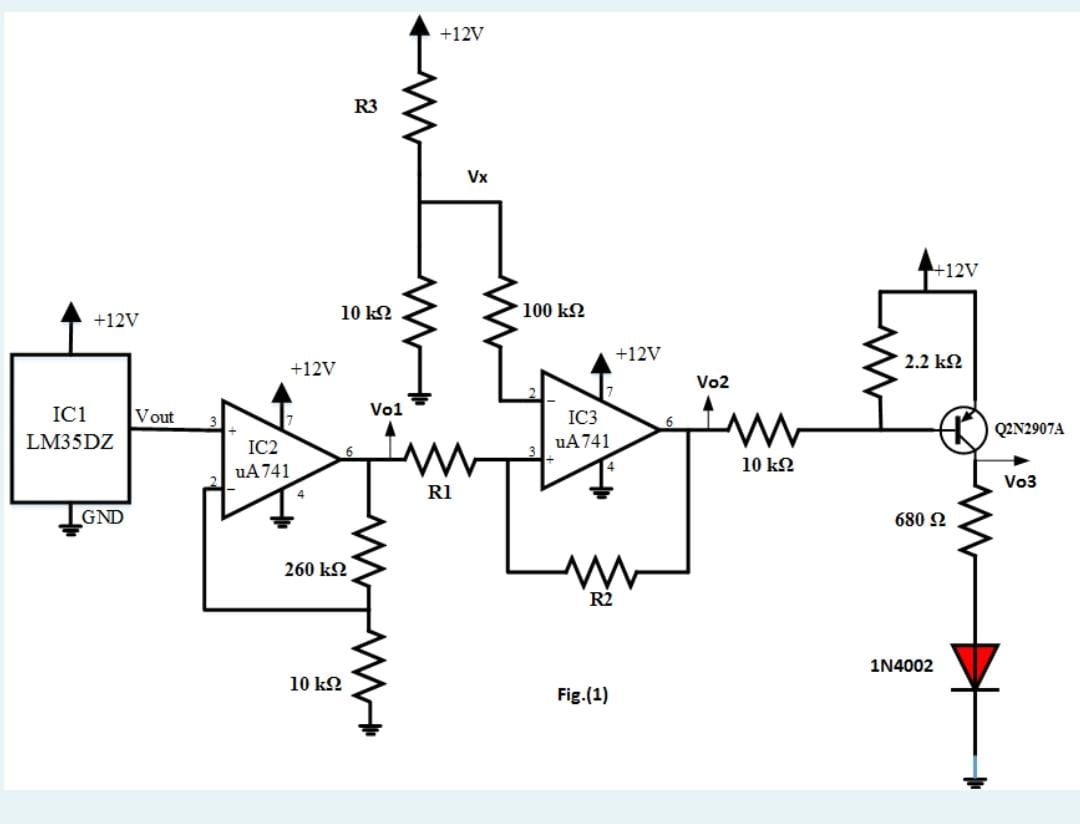 +12V
R3
Vx
10 kΩ
100 kΩ
+12V
+12V
+12V
+12V
2.2 kΩ
Vo2
Vo1
IC1
LM35DZ
Vout
3
+
7
IC2
uA741
2
−
4
6
R1
2
−
7
IC3
uA741
3
+
4
6
10 kΩ
Q2N2907A
Vo3
GND
680 Ω
260 kΩ
R2
10 kΩ
Fig.(1)
1N4002